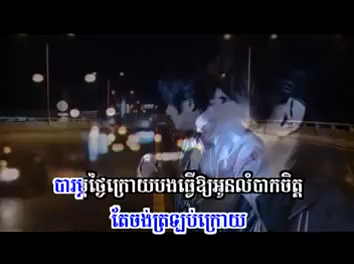 បារម្ភថ្ងៃក្រោយបងធ្វើឱ្យអូនលំបាកចិត្ត
តែចង់ត្រឡប់ក្រោយ